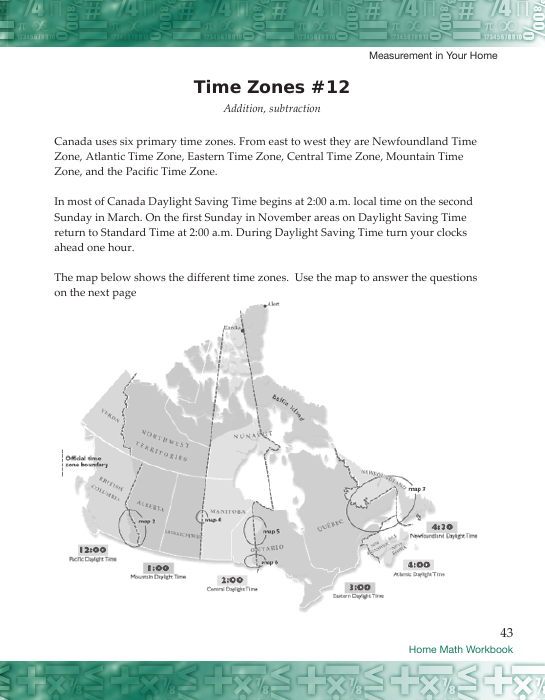 Measurement in Your Home
Time Zones #12
Addition, subtraction
Canada uses six primary time zones. From east to west they are Newfoundland Time
Zone, Atlantic Time Zone, Eastern Time Zone, Central Time Zone, Mountain Time
Zone, and the Pacific Time Zone.
In most of Canada Daylight Saving Time begins at 2:00 a.m. local time on the second
Sunday in March. On the first Sunday in November areas on Daylight Saving Time
return to Standard Time at 2:00 a.m. During Daylight Saving Time turn your clocks
ahead one hour.
The map below shows the different time zones.  Use the map to answer the questions
on the next page
Alert
Eureka
Baffin Island
YUKON
NORTHWEST
TERRITORIES
NUNAVUT
Official time
zone boundary
BRITISH
COLUMBIA
ALBERTA
SASKATCHEWAN
MANITOBA
ONTARIO
QUÉBEC
NEWFOUNDLAND
map 2
map 3
map 4
map 5
map 6
12:00
Pacific Daylight Time
1:00
Mountain Daylight Time
2:00
Central Daylight Time
3:00
Eastern Daylight Time
4:00
Atlantic Daylight Time
4:30
Newfoundland Daylight Time
43
Home Math Workbook